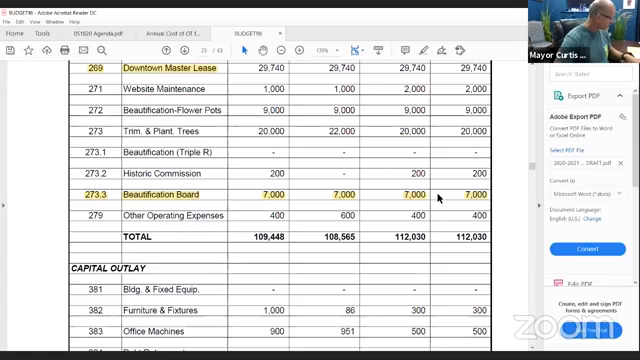 BUDGET98 - Adobe Acrobat Reader DC
File Edit View Window Help
Home Tools 051820 Aganda.pdf Annual Cost of OT f... BUDGET98 ×
23 / 63 135%
269 Downtown Master Lease 29,740 29,740 29,740 29,740
271 Website Maintenance 1,000 1,000 2,000 2,000
272 Beautification-Flower Pots 9,000 9,000 9,000 9,000
273 Trim. & Plant. Trees 20,000 22,000 20,000 20,000
273.1 Beautification (Triple R) - - - -
273.2 Historic Commission 200 - 200 200
273.3 Beautification Board 7,000 7,000 7,000 7,000
279 Other Operating Expenses 400 600 400 400
TOTAL 109,448 108,565 112,030 112,030
CAPITAL OUTLAY
381 Bldg. & Fixed Equip. - - - -
382 Furniture & Fixtures 1,000 86 300 300
383 Office Machines 900 951 500 500
Mayor Curtis
Export PDF
Adobe Export PDF
Convert PDF Files to Word or Excel Online
Select PDF File
2020-2021 ... DRAFT.pdf ×
Convert to
Microsoft Word (*.docx)
Document Language:
English (U.S.) Change
Convert
Edit PDF
Create, edit and sign PDF
forms & agreements
zoom